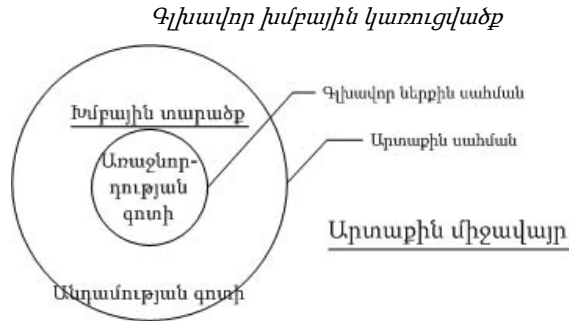 Գլխավոր խմբային կառուցվածք
Գլխավոր ներքին սահման
Խմբային տարածք
Արտաքին սահման
Առաջնոր-
դության
գոտի
Արտաքին միջավայր
Անդամության գոտի